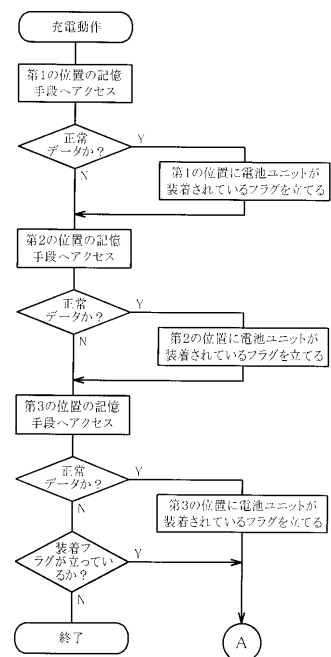 充電動作
第1の位置の記憶
手段へアクセス
正常
データか?
Y
N
第1の位置に電池ユニットが
装着されているフラグを立てる
第2の位置の記憶
手段へアクセス
正常
データか?
Y
N
第2の位置に電池ユニットが
装着されているフラグを立てる
第3の位置の記憶
手段へアクセス
正常
データか?
Y
N
第3の位置に電池ユニットが
装着されているフラグを立てる
装着フ
ラグが立ってい
るか?
Y
N
終了
A